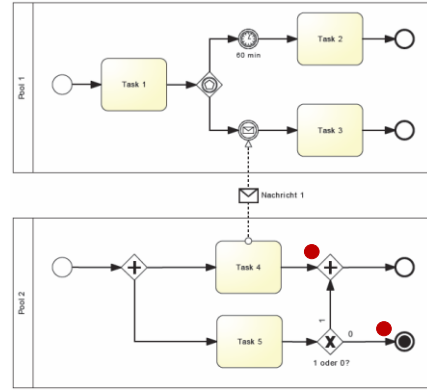 Pool 1
Task 1
60 min
Task 2
Task 3
Nachricht 1
Pool 2
Task 4
Task 5
1
0
1 oder 0?